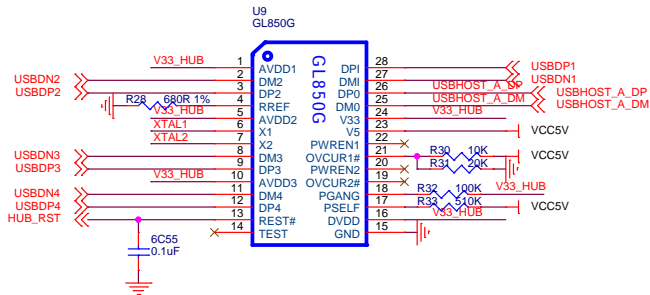 U9
GL850G
GL850G
V33_HUB 1 AVDD1
USBDN2 2 DM2
USBDP2 3 DP2
R28 680R 1% 4 RREF
V33_HUB 5 AVDD2
XTAL1 6 X1
XTAL2 7 X2
USBDN3 8 DM3
USBDP3 9 DP3
V33_HUB 10 AVDD3
USBDN4 11 DM4
USBDP4 12 DP4
HUB_RST 13 REST#
14 TEST
6C55
0.1uF
DPI 28 USBDP1
DMI 27 USBDN1
DP0 26 USBHOST_A_DP USBHOST_A_DP
DM0 25 USBHOST_A_DM USBHOST_A_DM
V33 24 V33_HUB
V5 23 VCC5V
PWREN1 22
OVCUR1# 21 R30 10K VCC5V
PWREN2 20 R31 20K
OVCUR2# 19
PGANG 18 R32 100K V33_HUB
PSELF 17 R33 510K VCC5V
DVDD 16 V33_HUB
GND 15